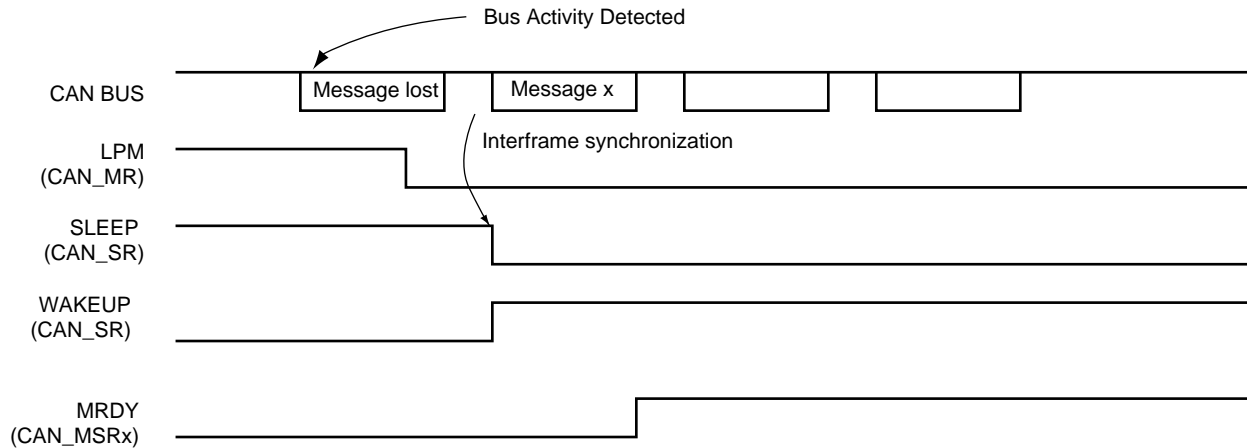 Bus Activity Detected
CAN BUS
Message lost
Message x
Interframe synchronization
LPM
(CAN_MR)
SLEEP
(CAN_SR)
WAKEUP
(CAN_SR)
MRDY
(CAN_MSRx)